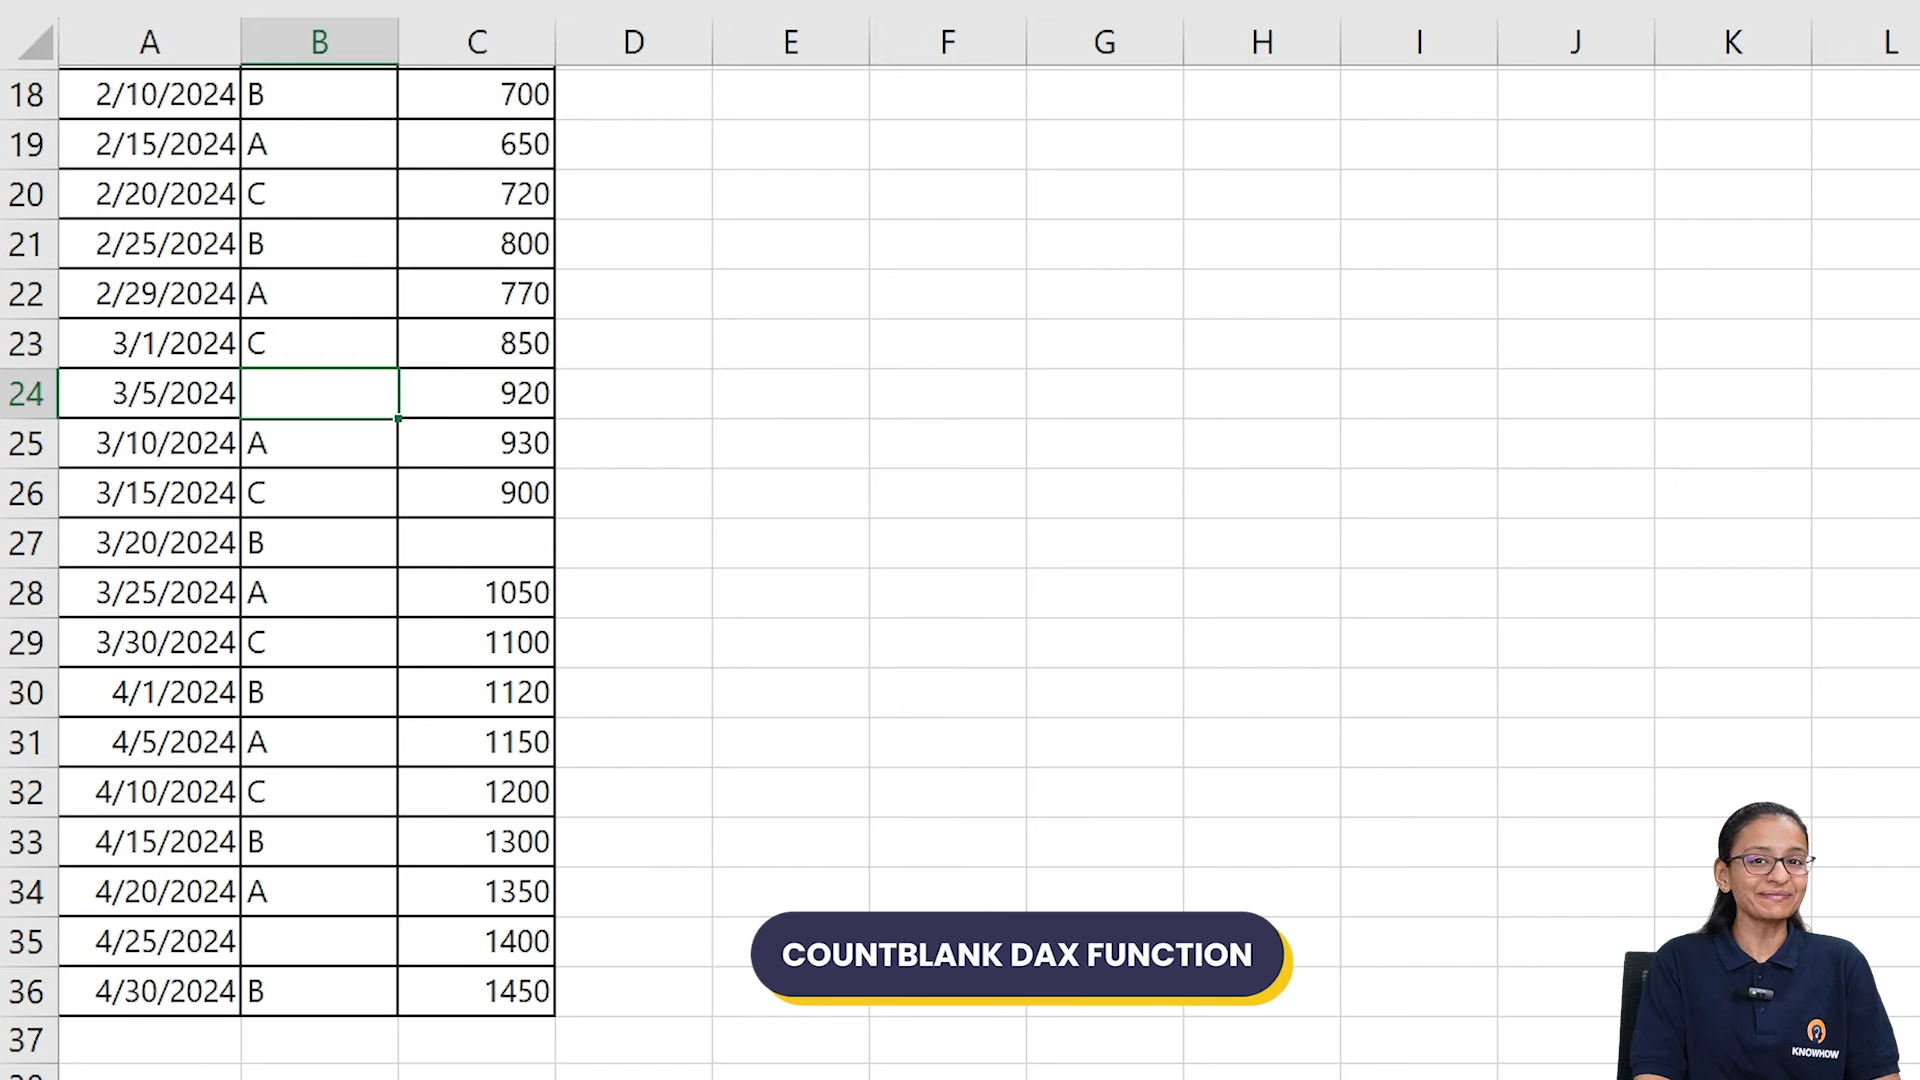 A B C D E F G H I J K L
18 2/10/2024 B 700
19 2/15/2024 A 650
20 2/20/2024 C 720
21 2/25/2024 B 800
22 2/29/2024 A 770
23 3/1/2024 C 850
24 3/5/2024 920
25 3/10/2024 A 930
26 3/15/2024 C 900
27 3/20/2024 B
28 3/25/2024 A 1050
29 3/30/2024 C 1100
30 4/1/2024 B 1120
31 4/5/2024 A 1150
32 4/10/2024 C 1200
33 4/15/2024 B 1300
34 4/20/2024 A 1350
35 4/25/2024 1400
36 4/30/2024 B 1450
37
COUNTBLANK DAX FUNCTION
KNOWHOW